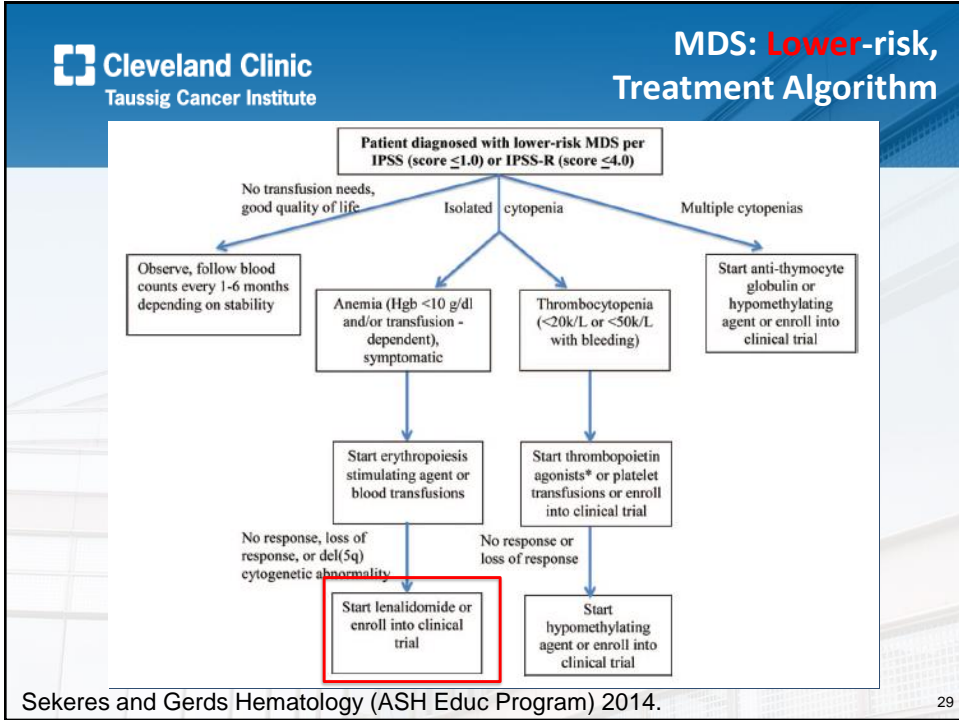 Cleveland Clinic
Taussig Cancer Institute
MDS: Lower-risk,
Treatment Algorithm
Patient diagnosed with lower-risk MDS per
IPSS (score ≤1.0) or IPSS-R (score ≤4.0)
No transfusion needs,
good quality of life
Isolated cytopenia
Multiple cytopenias
Observe, follow blood
counts every 1-6 months
depending on stability
Anemia (Hgb <10 g/dl
and/or transfusion -
dependent),
symptomatic
Thrombocytopenia
(<20k/L or <50k/L
with bleeding)
Start anti-thymocyte
globulin or
hypomethylating
agent or enroll into
clinical trial
Start erythropoiesis
stimulating agent or
blood transfusions
Start thrombopoietin
agonists* or platelet
transfusions or enroll
into clinical trial
No response, loss of
response, or del(5q)
cytogenetic abnormality
No response or
loss of response
Start lenalidomide or
enroll into clinical
trial
Start
hypomethylating
agent or enroll into
clinical trial
Sekeres and Gerds Hematology (ASH Educ Program) 2014.
29